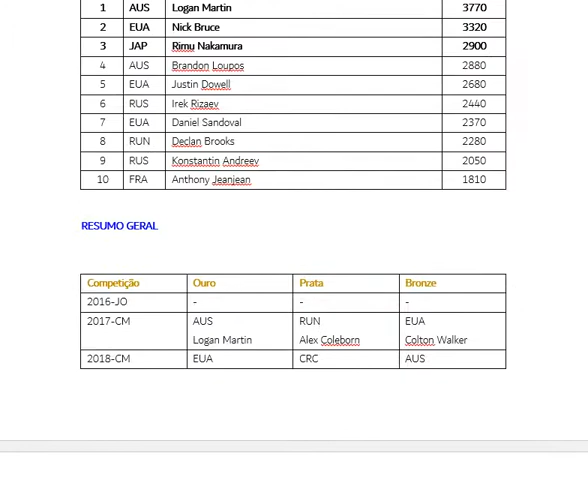 1 AUS Logan Martin 3770
2 EUA Nick Bruce 3320
3 JAP Rimu Nakamura 2900
4 AUS Brandon Loupos 2880
5 EUA Justin Dowell 2680
6 RUS Irek Rizaev 2440
7 EUA Daniel Sandoval 2370
8 RUN Declan Brooks 2280
9 RUS Konstantin Andreev 2050
10 FRA Anthony Jeanjean 1810
RESUMO GERAL
Competição Ouro Prata Bronze
2016-JO - - -
2017-CM AUS RUN EUA
Logan Martin Alex Coleborn Colton Walker
2018-CM EUA CRC AUS